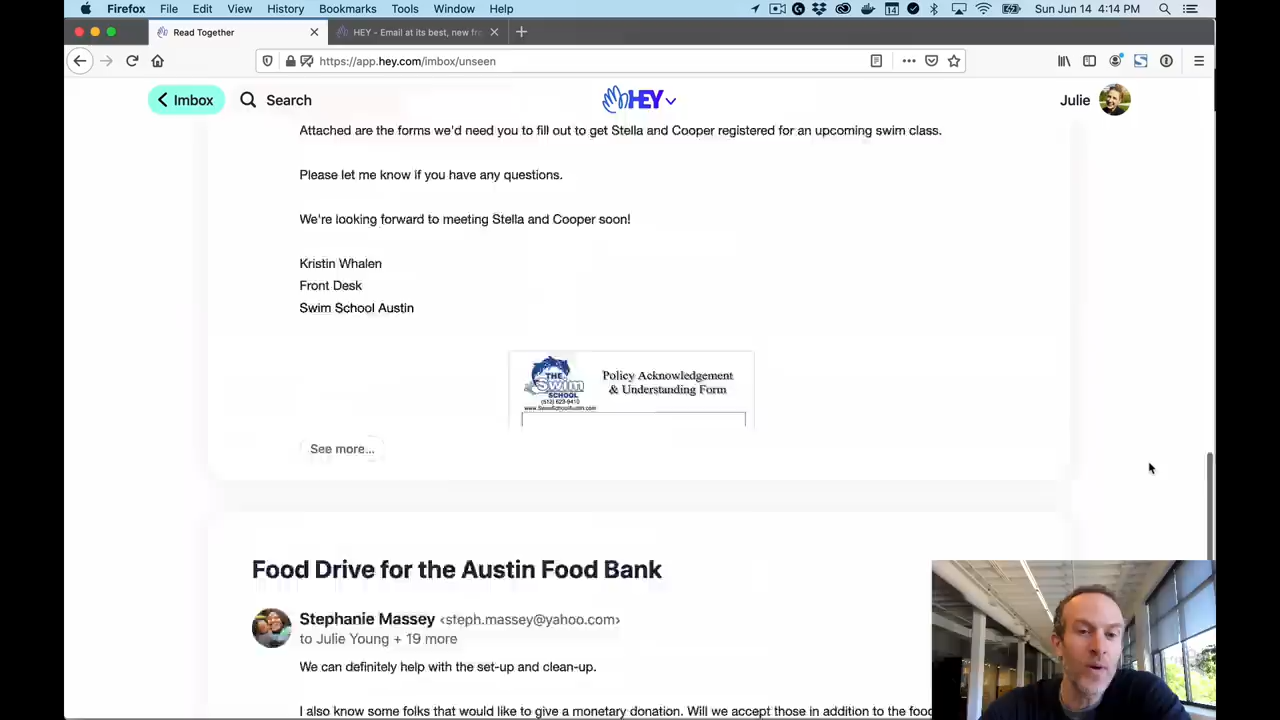 Firefox File Edit View History Bookmarks Tools Window Help Sun Jun 14 4:14 PM
Read Together
HEY - Email at its best, new fr
https://app.hey.com/imbox/unseen
Imbox
Search
HEY
Julie
Attached are the forms we'd need you to fill out to get Stella and Cooper registered for an upcoming swim class.
Please let me know if you have any questions.
We're looking forward to meeting Stella and Cooper soon!
Kristin Whalen
Front Desk
Swim School Austin
THE
Swim
SCHOOL
(512) 623-9410
www.SwimSchoolAustin.com
Policy Acknowledgement
& Understanding Form
See more...
Food Drive for the Austin Food Bank
Stephanie Massey <steph.massey@yahoo.com>
to Julie Young + 19 more
We can definitely help with the set-up and clean-up.
I also know some folks that would like to give a monetary donation. Will we accept those in addition to the food